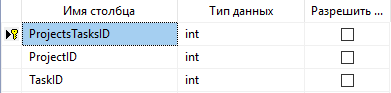 Имя столбца Тип данных Разрешить ...
ProjectsTasksID int
ProjectID int
TaskID int